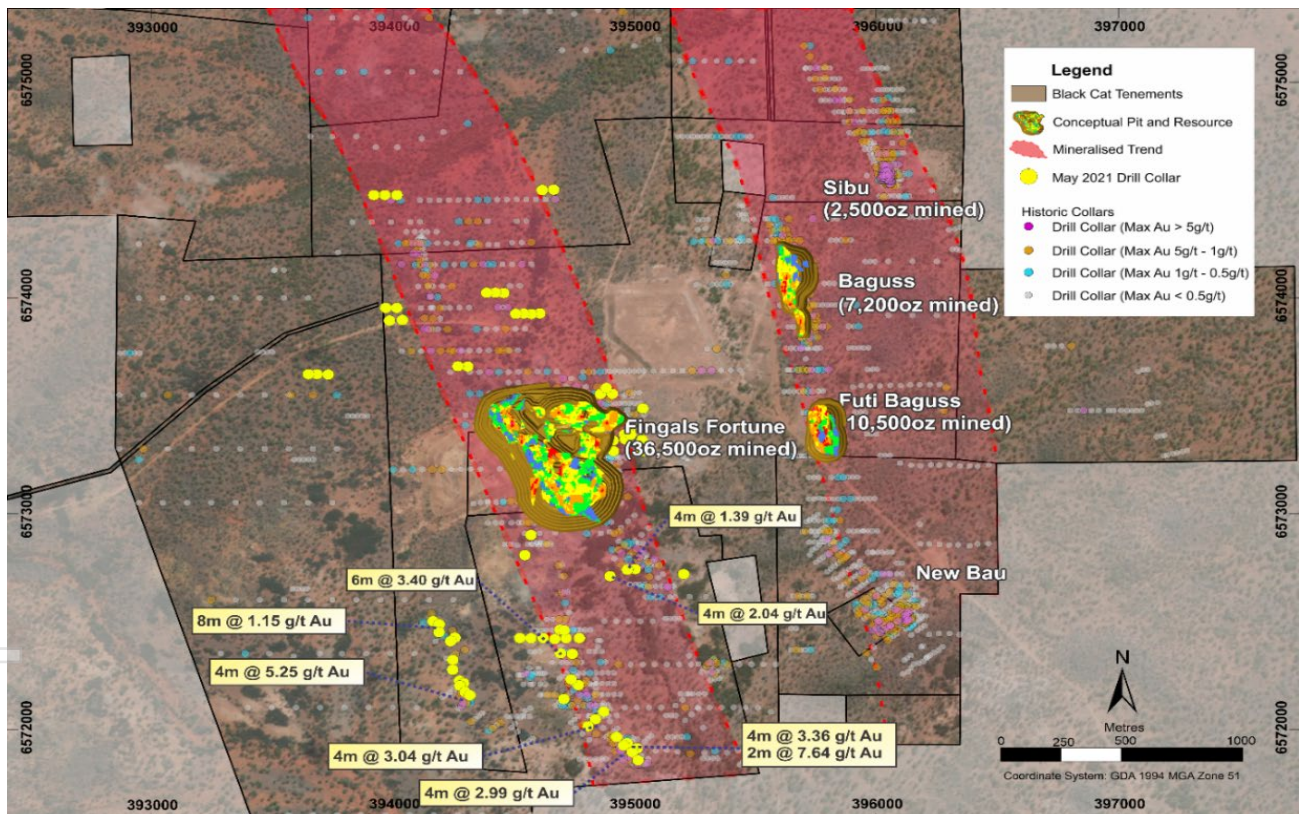 393000
394000
395000
396000
397000
6575000
6575000
Legend
Black Cat Tenements
Conceptual Pit and Resource
Mineralised Trend
May 2021 Drill Collar
Historic Collars
Drill Collar (Max Au > 5g/t)
Drill Collar (Max Au 5g/t - 1g/t)
Drill Collar (Max Au 1g/t - 0.5g/t)
Drill Collar (Max Au < 0.5g/t)
Sibu
(2,500oz mined)
6574000
6574000
Baguss
(7,200oz mined)
Futi Baguss
(10,500oz mined)
Fingals Fortune
(36,500oz mined)
6573000
6573000
4m @ 1.39 g/t Au
New Bau
6m @ 3.40 g/t Au
4m @ 2.04 g/t Au
8m @ 1.15 g/t Au
4m @ 5.25 g/t Au
N
Metres
6572000
6572000
4m @ 3.36 g/t Au
2m @ 7.64 g/t Au
0
250
500
1000
4m @ 3.04 g/t Au
Coordinate System: GDA 1994 MGA Zone 51
4m @ 2.99 g/t Au
393000
394000
395000
396000
397000